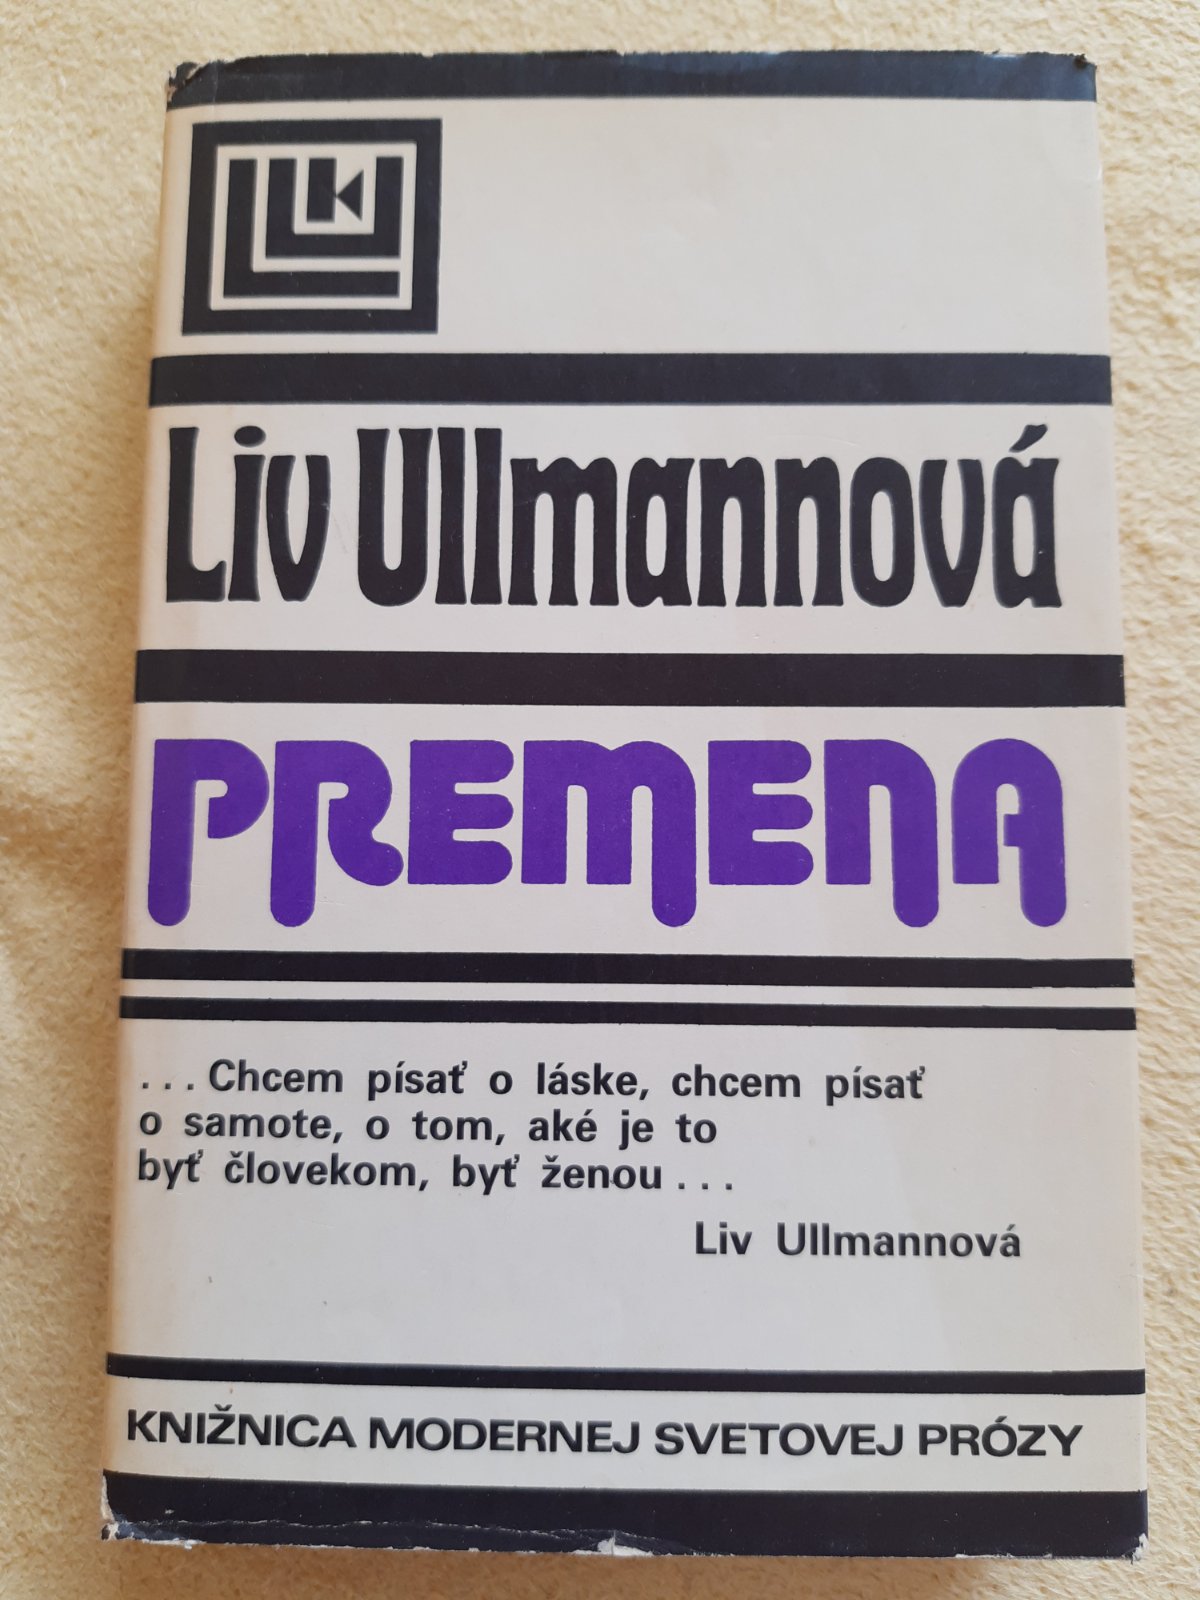 Liv Ullmannová
PREMENA
...Chcem písať o láske, chcem písať
o samote, o tom, aké je to
byť človekom, byť ženou...
Liv Ullmannová
KNIŽNICA MODERNEJ SVETOVEJ PRÓZY